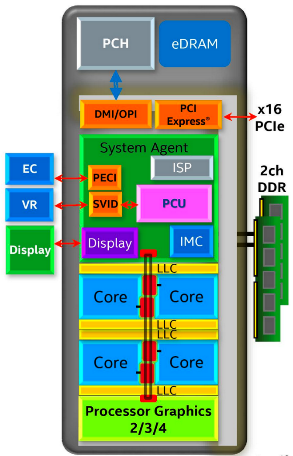 PCH
eDRAM
DMI/OPI
PCI
Express"
x16
PCIe
System Agent
ISP
EC
PECI
VR
SVID
PCU
2ch
DDR
Display
Display
IMC
LLC
Core
Core
LLC
LLC
Core
Core
LLC
Processor Graphics
2/3/4